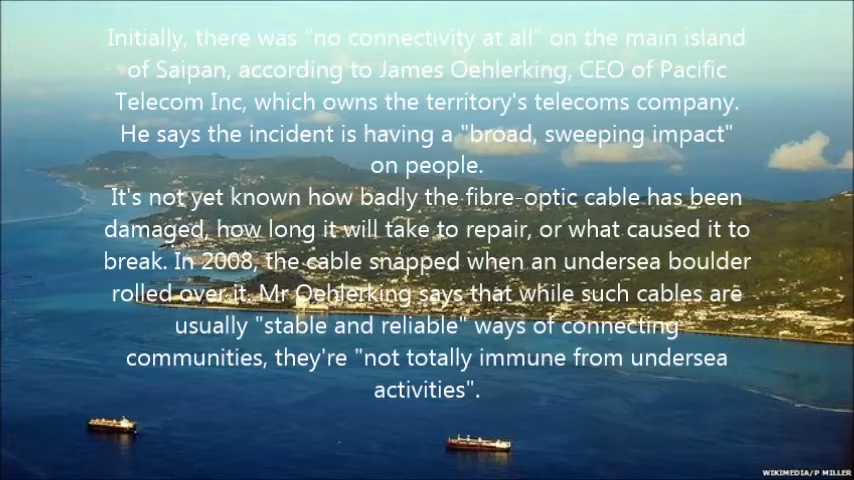 Initially, there was "no connectivity at all" on the main island
of Saipan, according to James Oehlerking, CEO of Pacific
Telecom Inc, which owns the territory's telecoms company.
He says the incident is having a "broad, sweeping impact"
on people.
It's not yet known how badly the fibre-optic cable has been
damaged, how long it will take to repair, or what caused it to
break. In 2008, the cable snapped when an undersea boulder
rolled over it. Mr Oehlerking says that while such cables are
usually "stable and reliable" ways of connecting
communities, they're "not totally immune from undersea
activities".
WIKIMEDIA/P MILLER